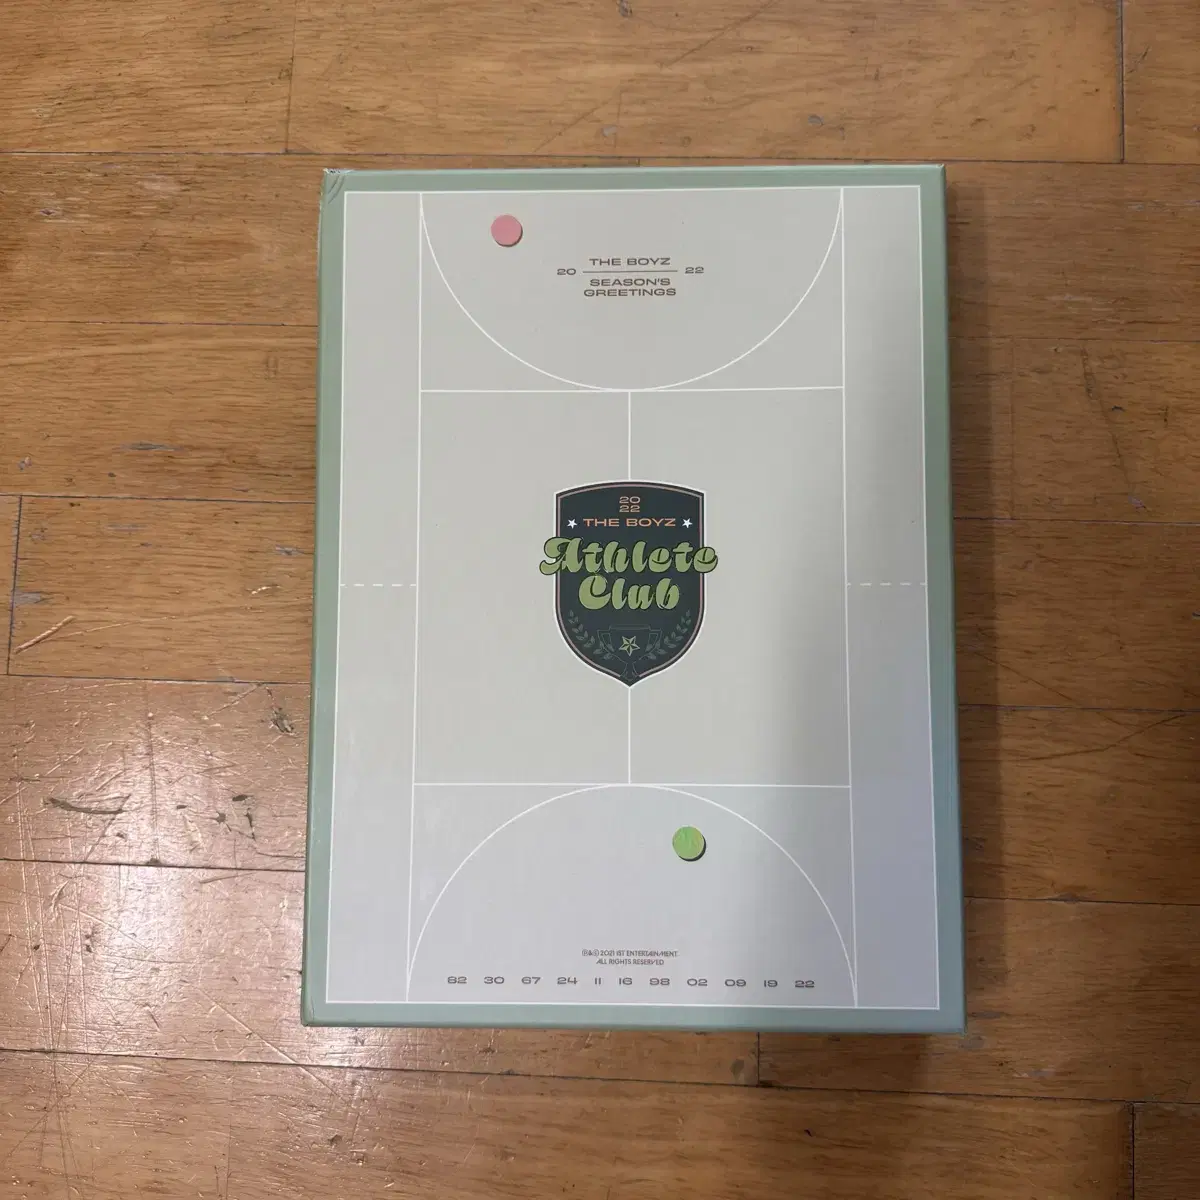 THE BOYZ
20 22
SEASON'S
GREETINGS
20
22
THE BOYZ
Athlete
Club
℗&ⓒ 2021 IST ENTERTAINMENT.
ALL RIGHTS RESERVED
82 30 67 24 11 16 98 02 09 19 22